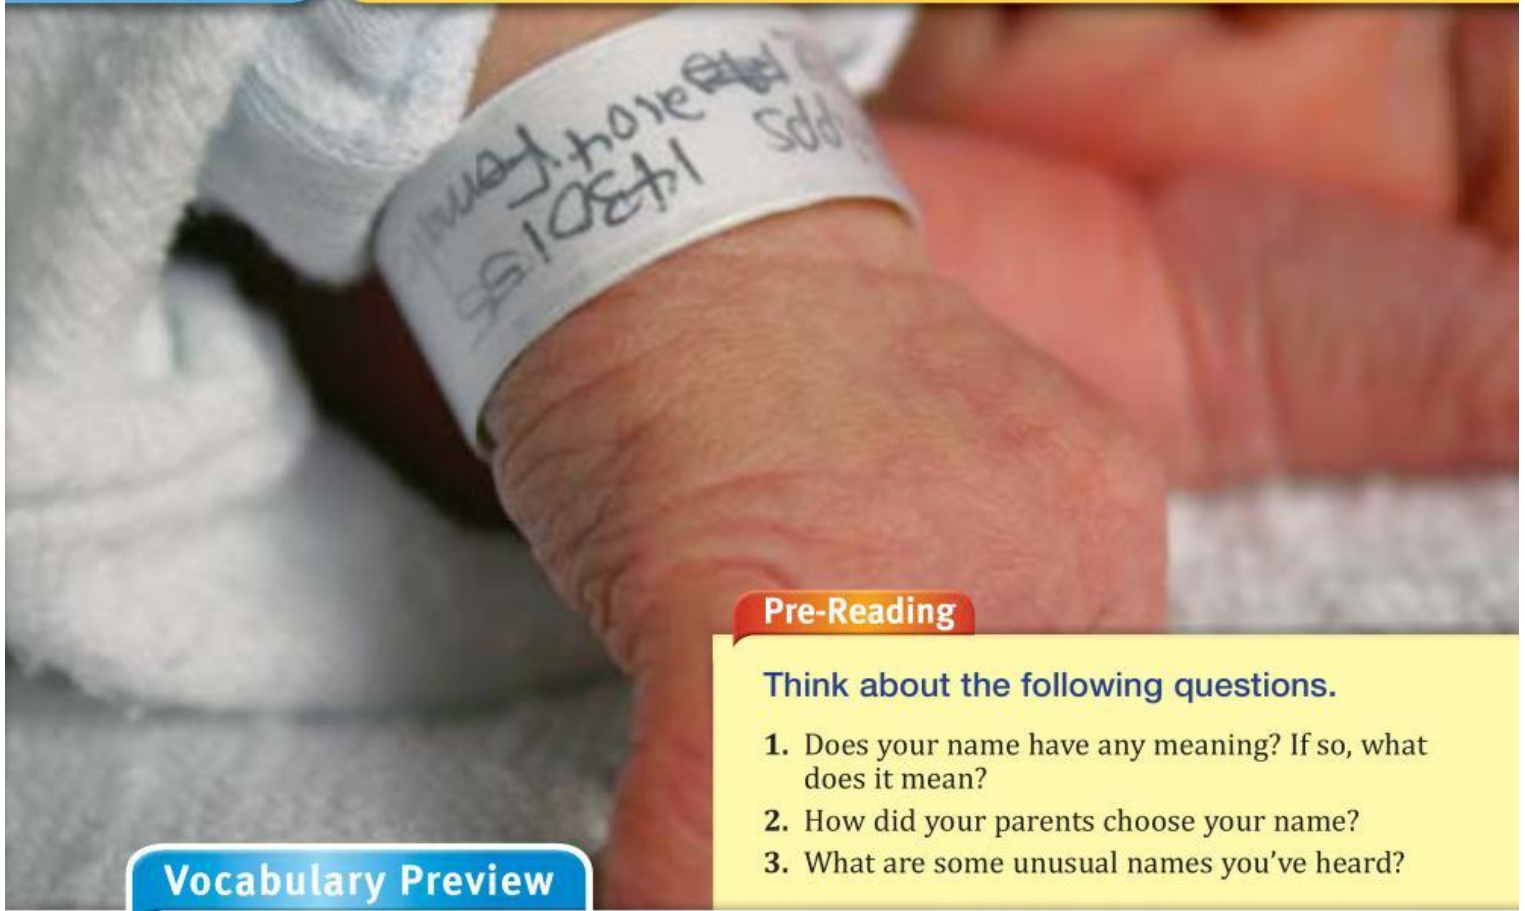 Pre-Reading
Think about the following questions.
1. Does your name have any meaning? If so, what
does it mean?
2. How did your parents choose your name?
3. What are some unusual names you've heard?
Vocabulary Preview